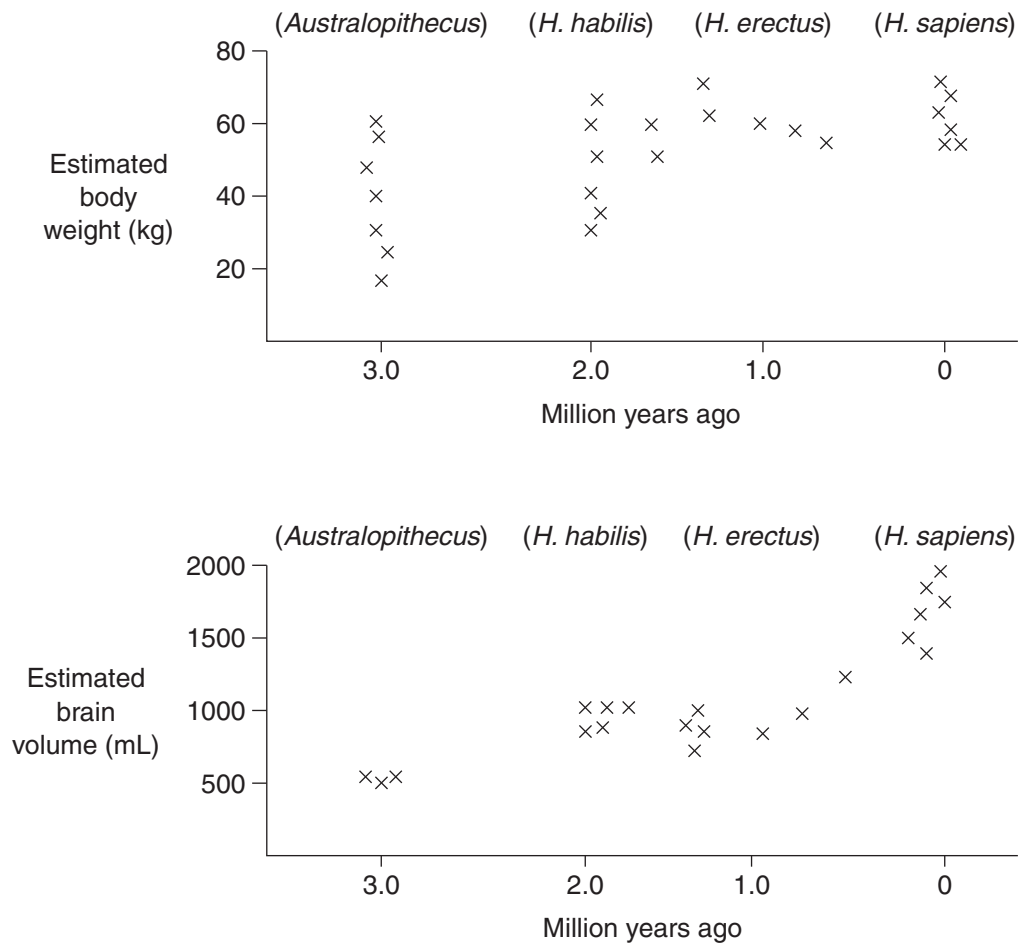 (Australopithecus) (H. habilis) (H. erectus) (H. sapiens)
80
60
40
20
Estimated
body
weight (kg)
3.0 2.0 1.0 0
Million years ago
(Australopithecus) (H. habilis) (H. erectus) (H. sapiens)
2000
1500
1000
500
Estimated
brain
volume (mL)
3.0 2.0 1.0 0
Million years ago